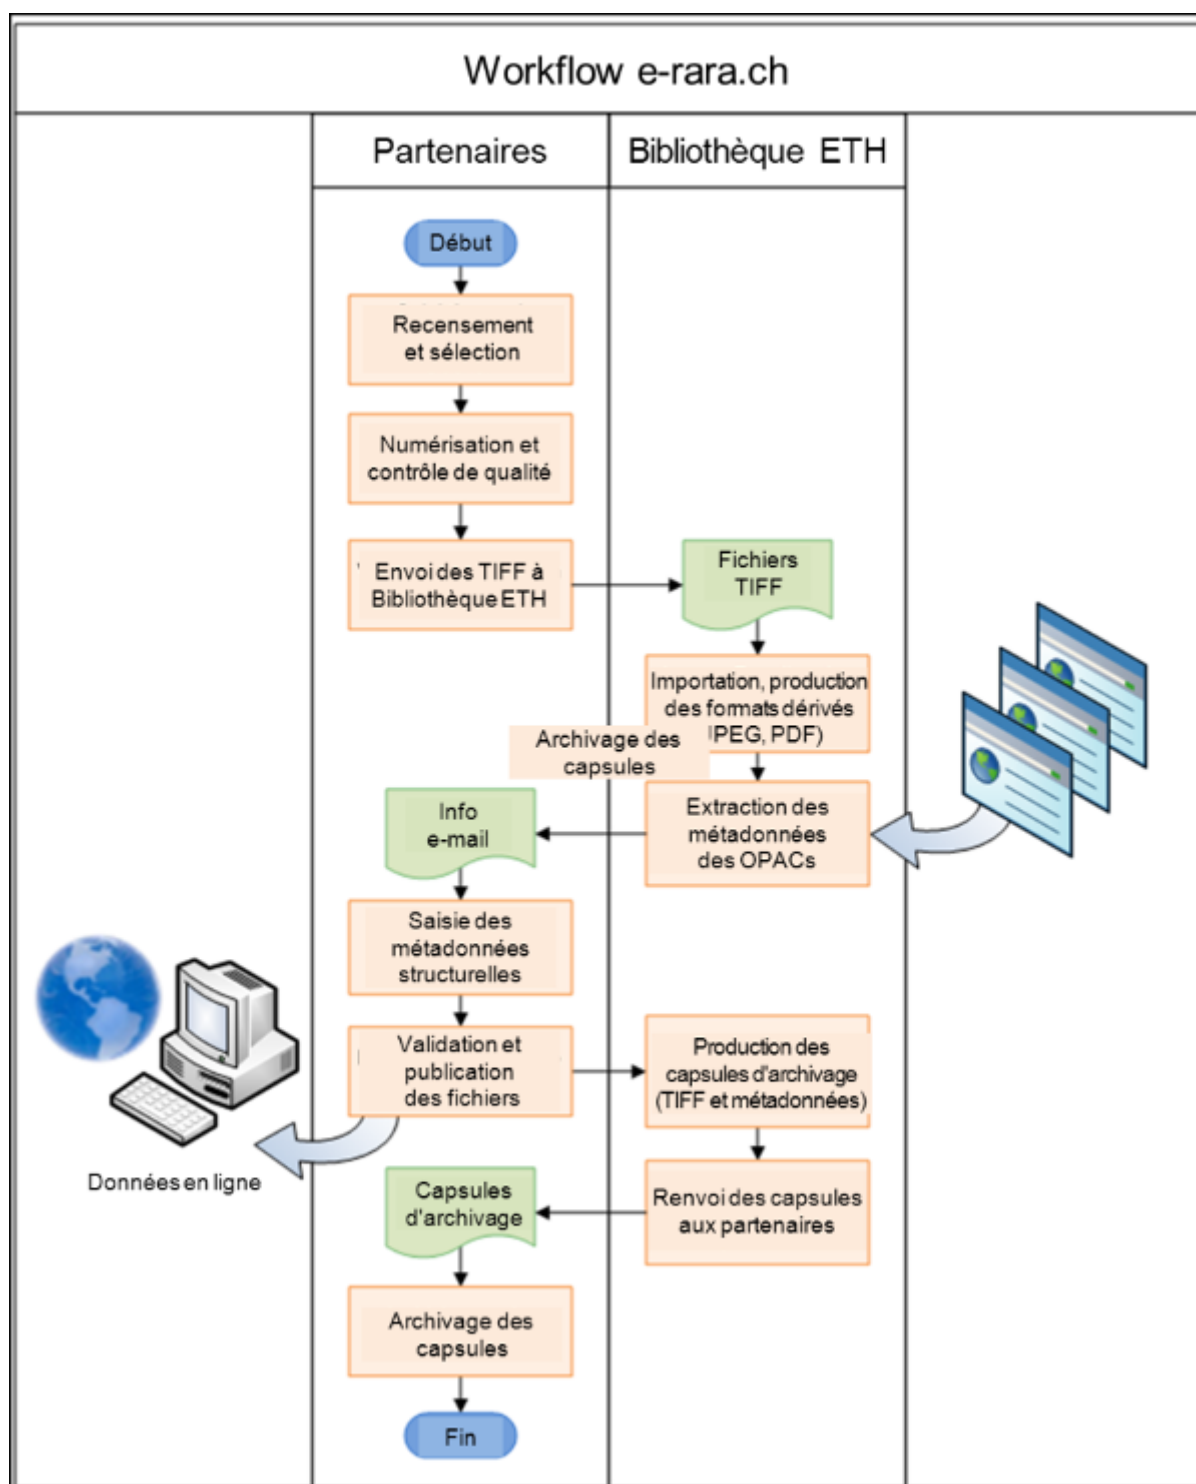 Workflow e-rara.ch
Partenaires
Bibliothèque ETH
Début
Recensement
et sélection
Numérisation et
contrôle de qualité
Envoi des TIFF à
Bibliothèque ETH
Fichiers
TIFF
Importation, production
des formats dérivés
JPEG, PDF)
Archivage des
capsules
Extraction des
métadonnées
des OPACs
Info
e-mail
Saisie des
métadonnées
structurelles
Validation et
publication
des fichiers
Production des
capsules d'archivage
(TIFF et métadonnées)
Données en ligne
Capsules
d'archivage
Renvoi des capsules
aux partenaires
Archivage des
capsules
Fin